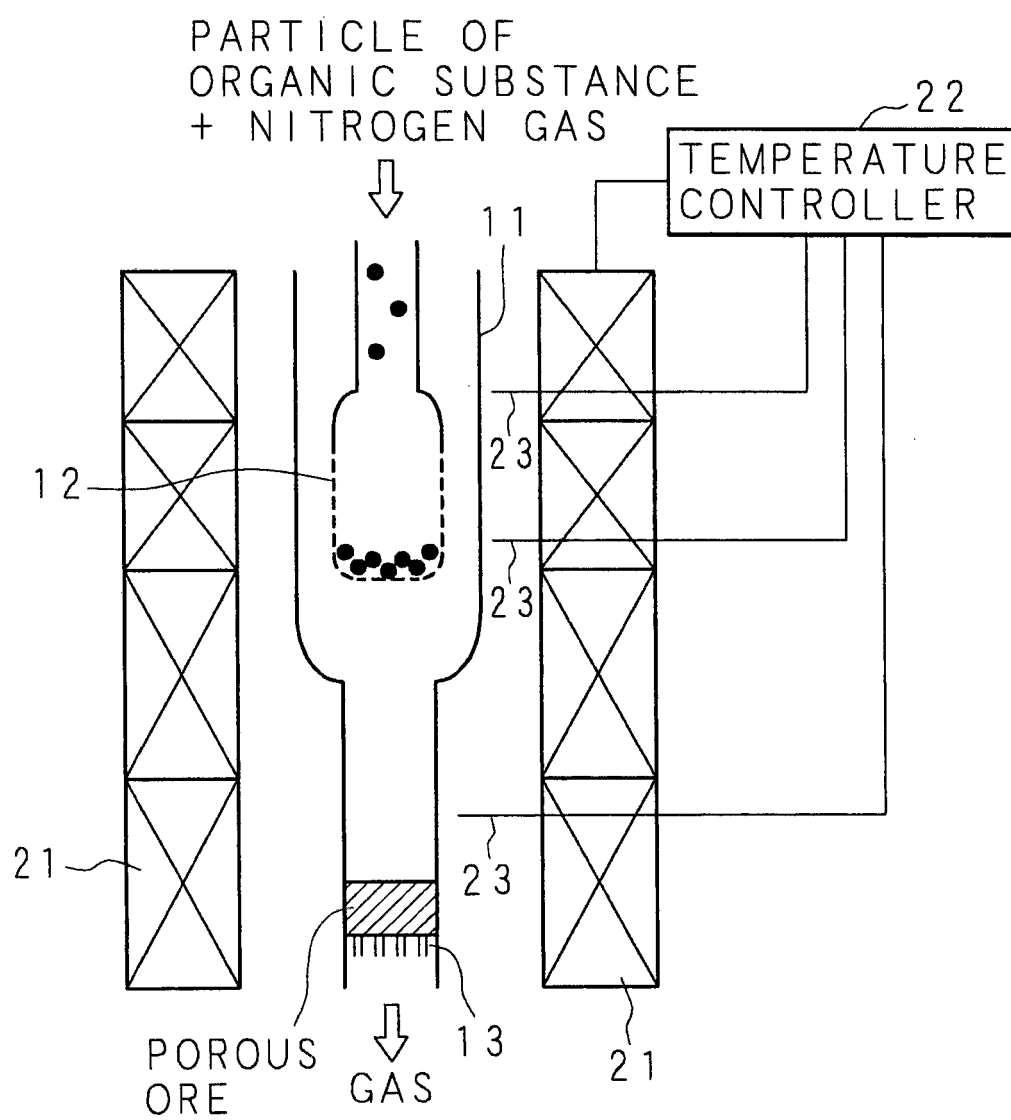 PARTICLE OF
ORGANIC SUBSTANCE
+ NITROGEN GAS
22
TEMPERATURE
CONTROLLER
11
23
12
23
21
23
13
21
POROUS
ORE
GAS